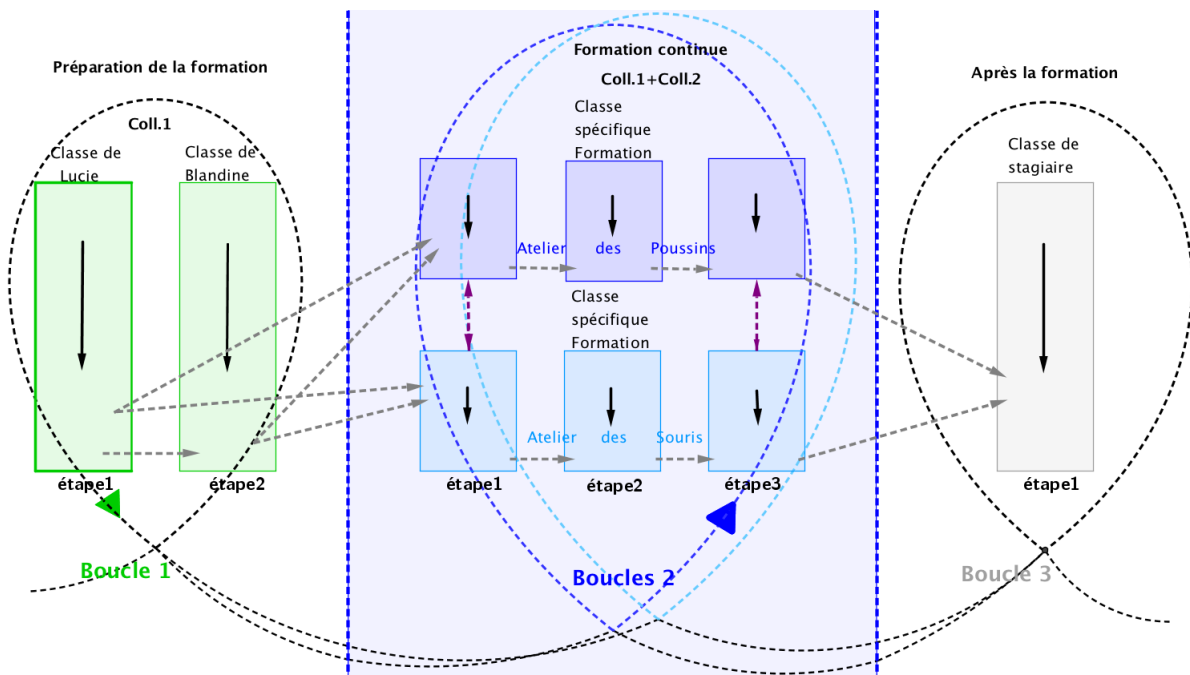 Préparation de la formation
Coll.1
Classe de
Lucie
Classe de
Blandine
étape1
étape2
Boucle 1
Formation continue
Coll.1+Coll.2
Classe
spécifique
Formation
Atelier des Poussins
Classe
spécifique
Formation
Atelier des Souris
étape1
étape2
étape3
Boucles 2
Après la formation
Classe de
stagiaire
étape1
Boucle 3